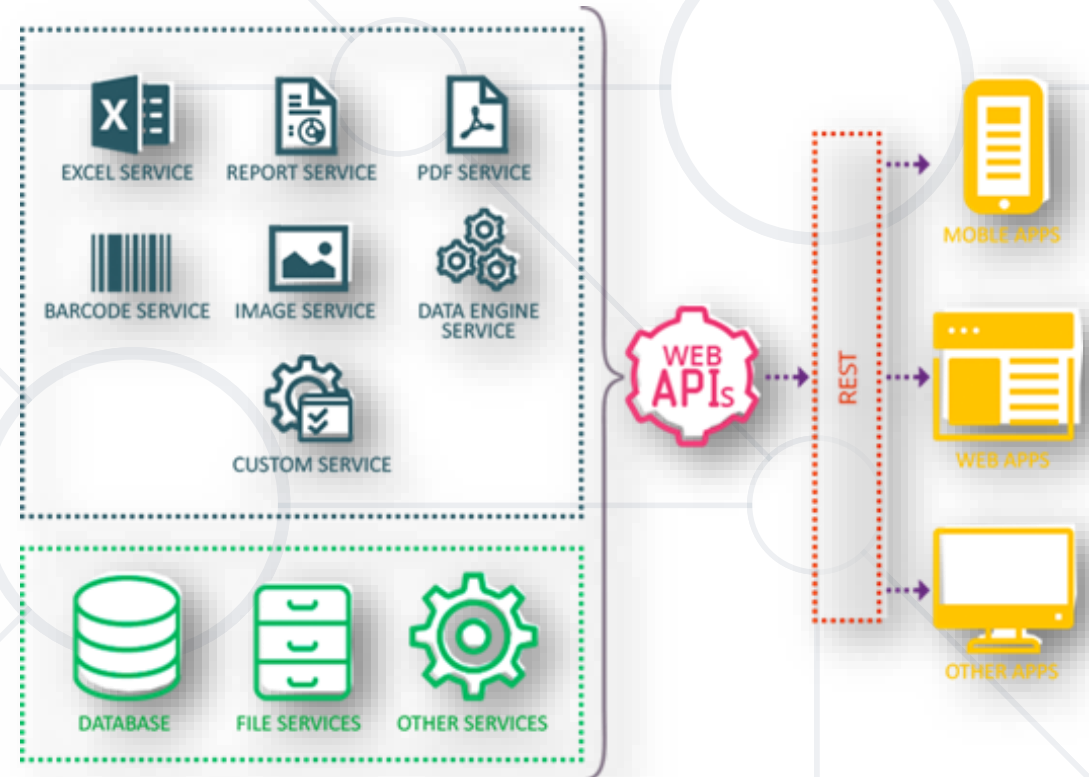 X
EXCEL SERVICE
REPORT SERVICE
PDF SERVICE
BARCODE SERVICE
IMAGE SERVICE
DATA ENGINE
SERVICE
CUSTOM SERVICE
DATABASE
FILE SERVICES
OTHER SERVICES
WEB
APIs
REST
MOBLE APPS
WEB APPS
OTHER APPS